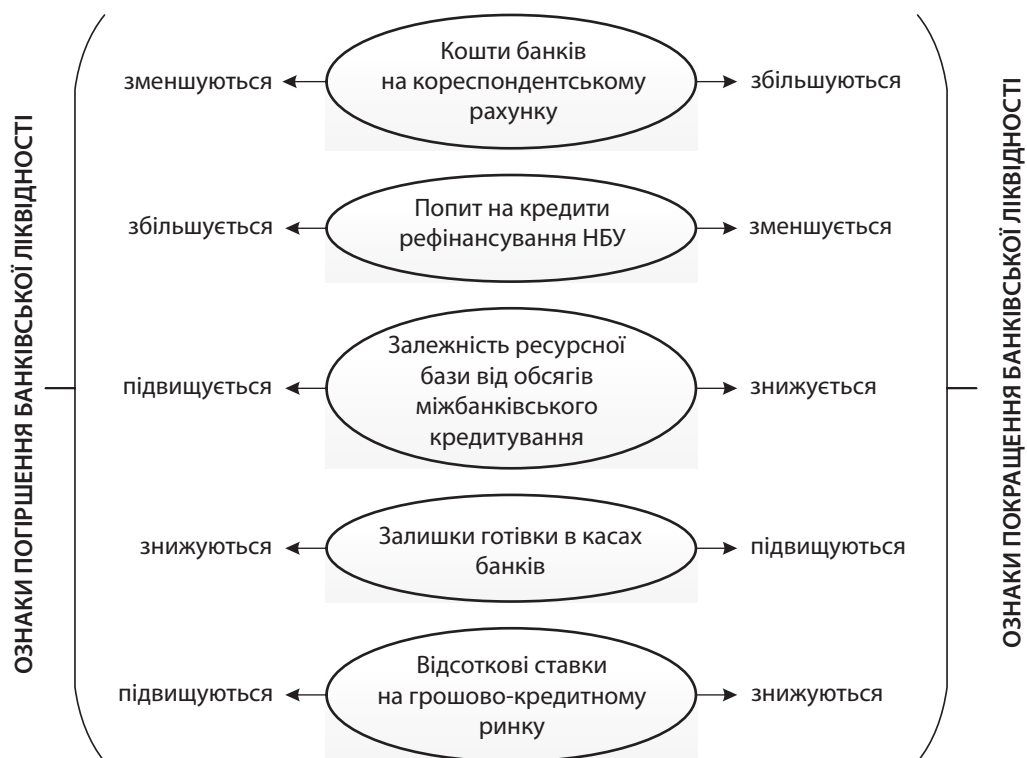 ОЗНАКИ ПОГІРШЕННЯ БАНКІВСЬКОЇ ЛІКВІДНОСТІ
зменшуються
Кошти банків
на кореспондентському
рахунку
збільшуються
збільшується
Попит на кредити
рефінансування НБУ
зменшується
підвищується
Залежність ресурсної
бази від обсягів
міжбанківського
кредитування
знижується
знижуються
Залишки готівки в касах
банків
підвищуються
підвищуються
Відсоткові ставки
на грошово-кредитному
ринку
знижуються
ОЗНАКИ ПОКРАЩЕННЯ БАНКІВСЬКОЇ ЛІКВІДНОСТІ